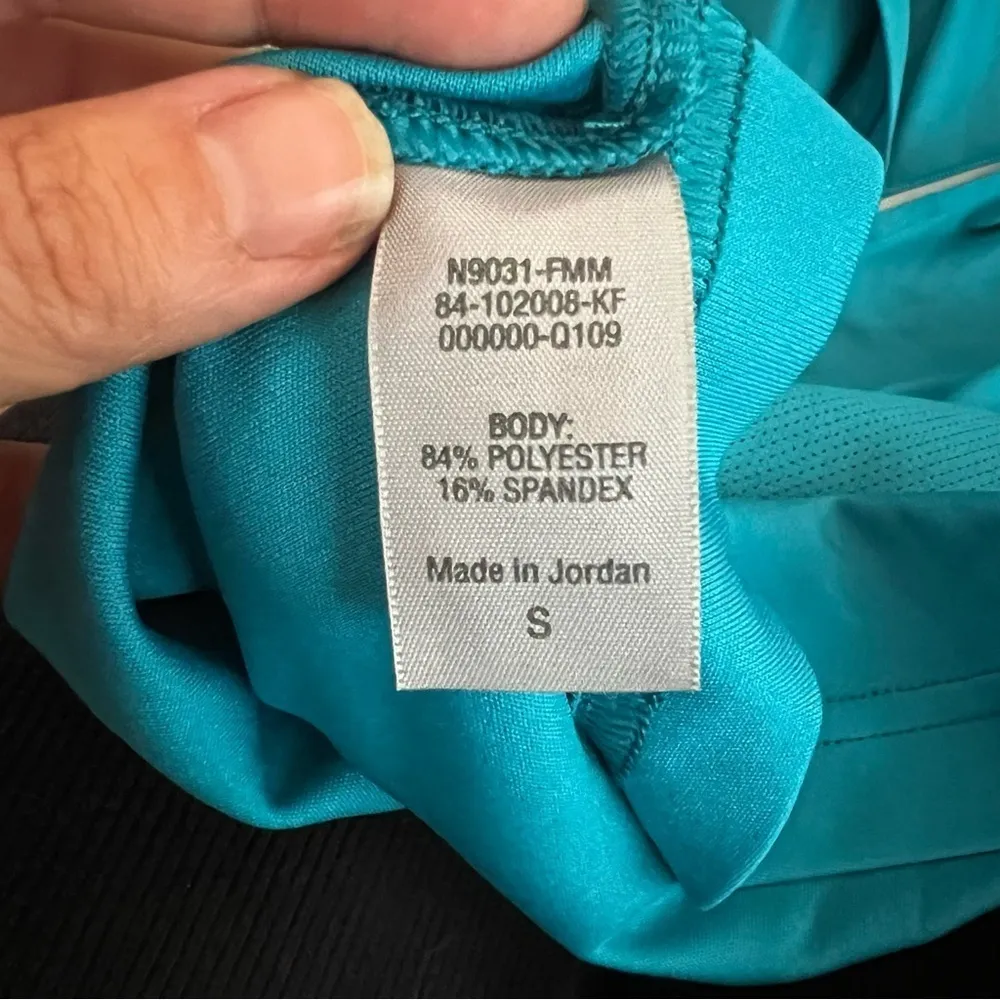 N9031-FMM
84-102008-KF
000000-Q109
BODY:
84% POLYESTER
16% SPANDEX
Made in Jordan
S